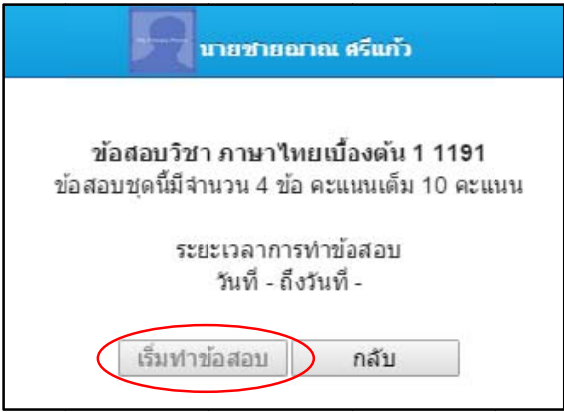 นายชายฌาณ ศรีแก้ว
ข้อสอบวิชา ภาษาไทยเบื้องต้น 1 1191
ข้อสอบชุดนี้มีจำนวน 4 ข้อ คะแนนเต็ม 10 คะแนน
ระยะเวลาการทำข้อสอบ
วันที่ - ถึงวันที่ -
เริ่มทำข้อสอบ กลับ